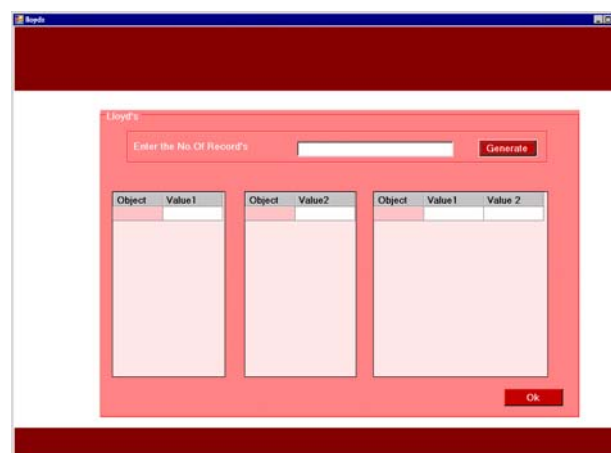 lloyds
Lloyd's
Enter the No.Of Record's
Generate
Object Value1
Object Value2
Object Value1 Value 2
Ok